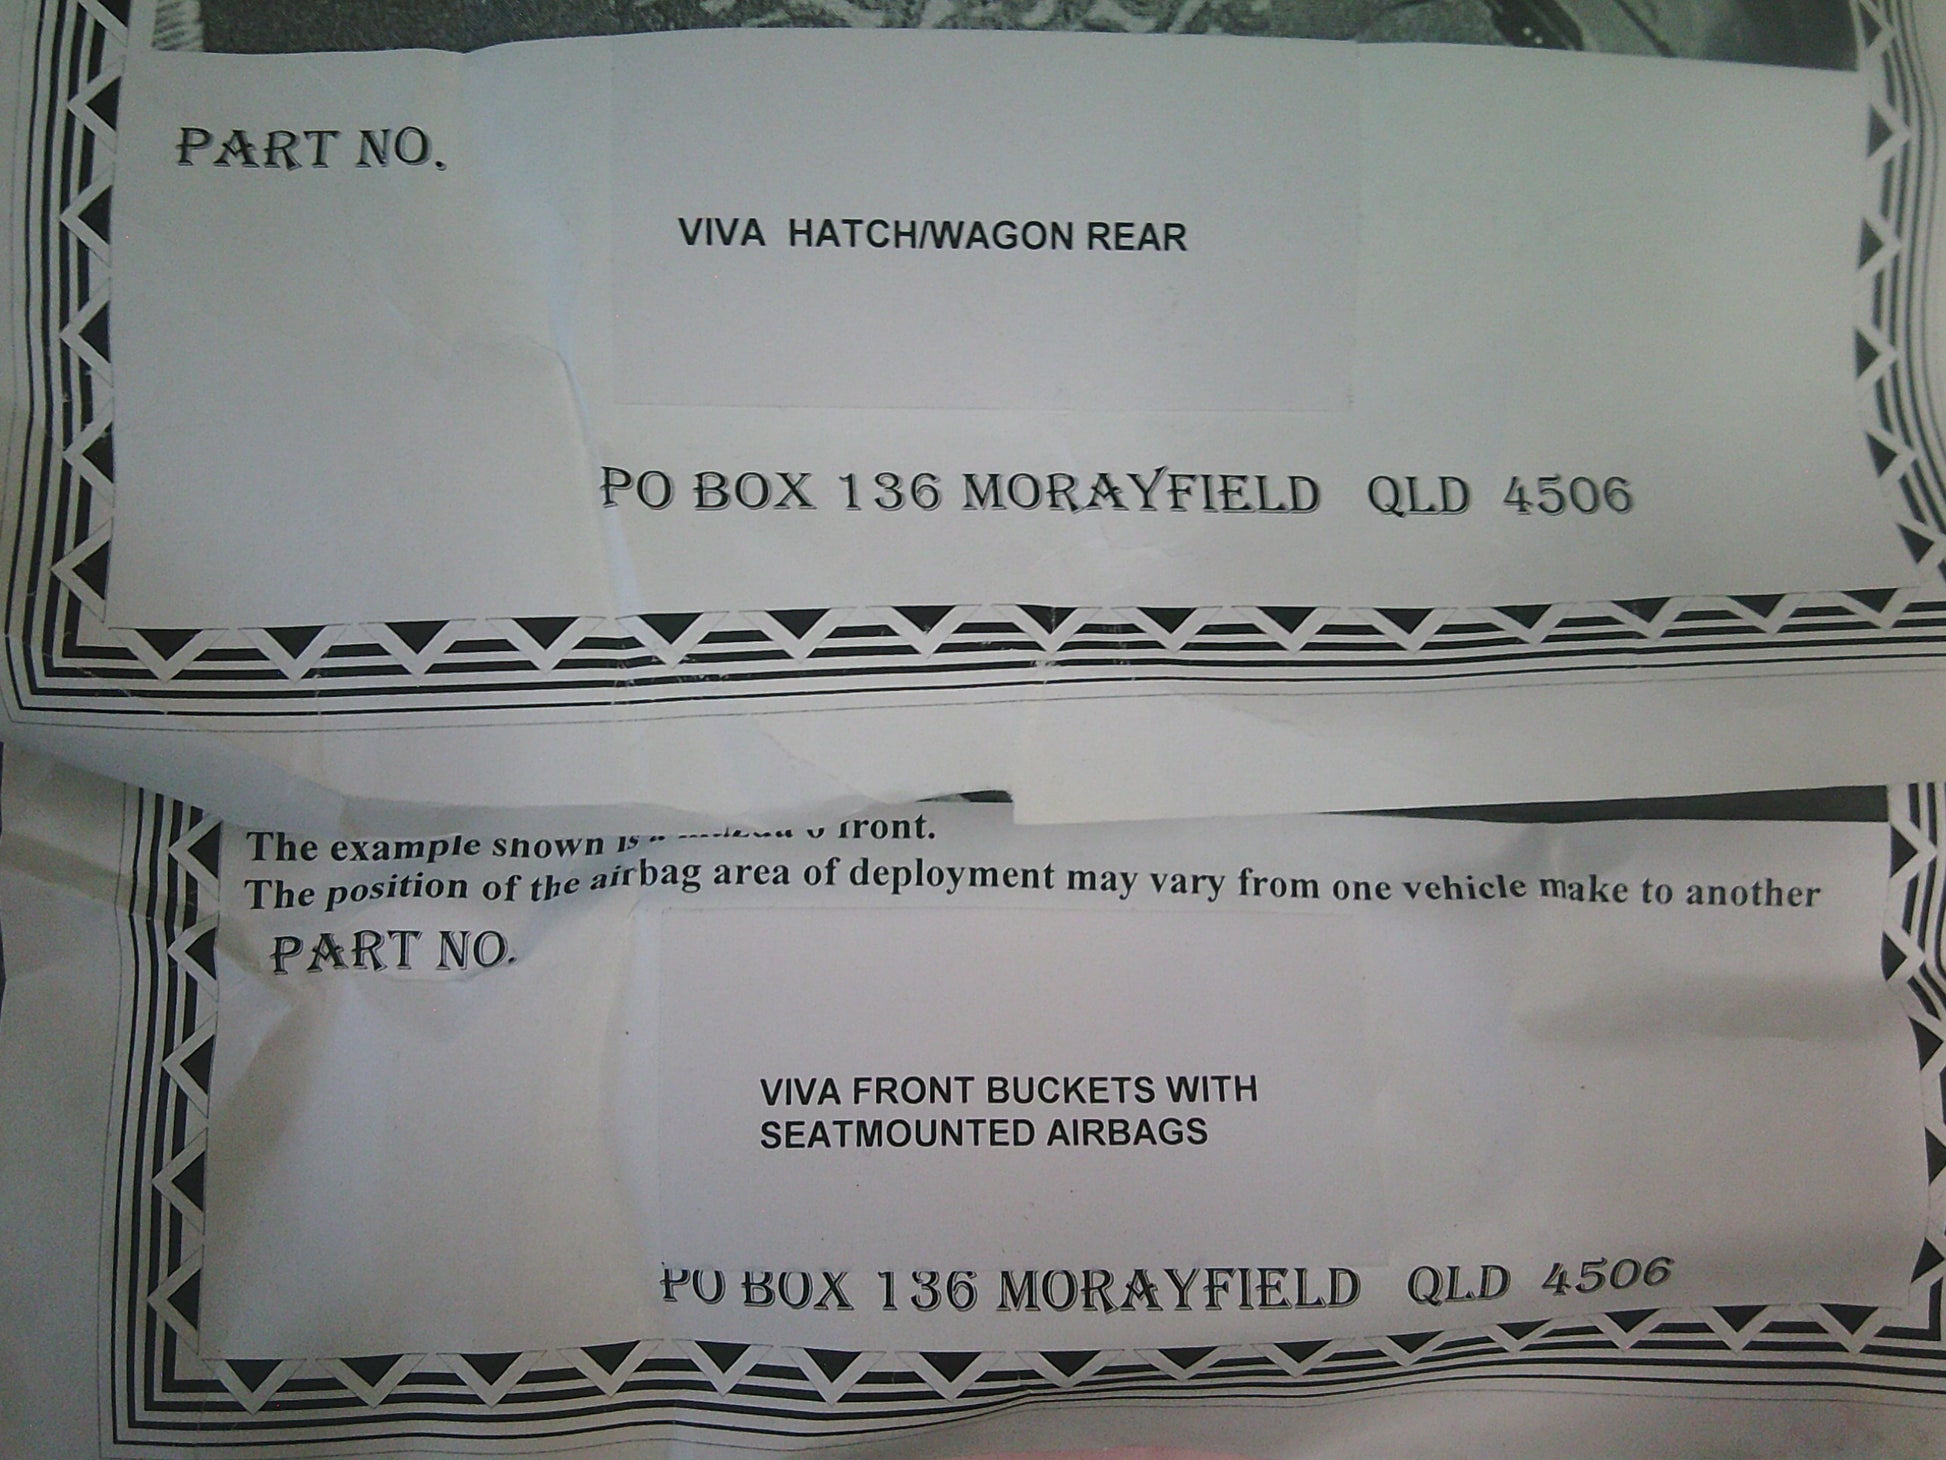 PART NO.
VIVA HATCH/WAGON REAR
PO BOX 136 MORAYFIELD QLD 4506
The example shown is a front.
The position of the airbag area of deployment may vary from one vehicle make to another
PART NO.
VIVA FRONT BUCKETS WITH
SEATMOUNTED AIRBAGS
PO BOX 136 MORAYFIELD QLD 4506